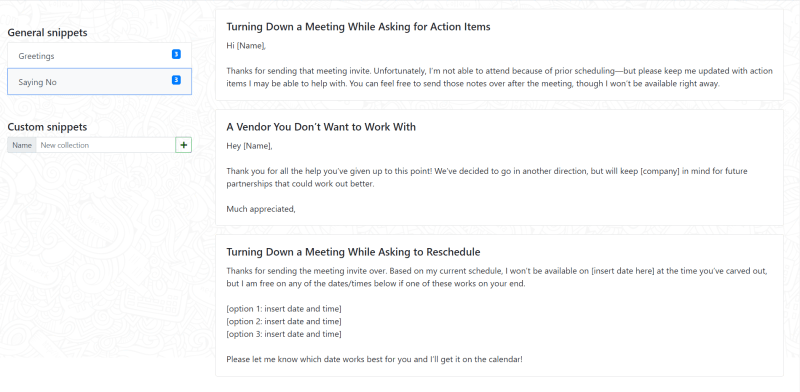 General snippets
Greetings
3
Saying No
3
Custom snippets
Name
New collection
+
Turning Down a Meeting While Asking for Action Items
Hi [Name],
Thanks for sending that meeting invite. Unfortunately, I'm not able to attend because of prior scheduling—but please keep me updated with action
items I may be able to help with. You can feel free to send those notes over after the meeting, though I won't be available right away.
A Vendor You Don't Want to Work With
Hey [Name],
Thank you for all the help you've given up to this point! We've decided to go in another direction, but will keep [company] in mind for future
partnerships that could work out better.
Much appreciated,
Turning Down a Meeting While Asking to Reschedule
Thanks for sending the meeting invite over. Based on my current schedule, I won't be available on [insert date here] at the time you've carved out,
but I am free on any of the dates/times below if one of these works on your end.
[option 1: insert date and time]
[option 2: insert date and time]
[option 3: insert date and time]
Please let me know which date works best for you and I'll get it on the calendar!